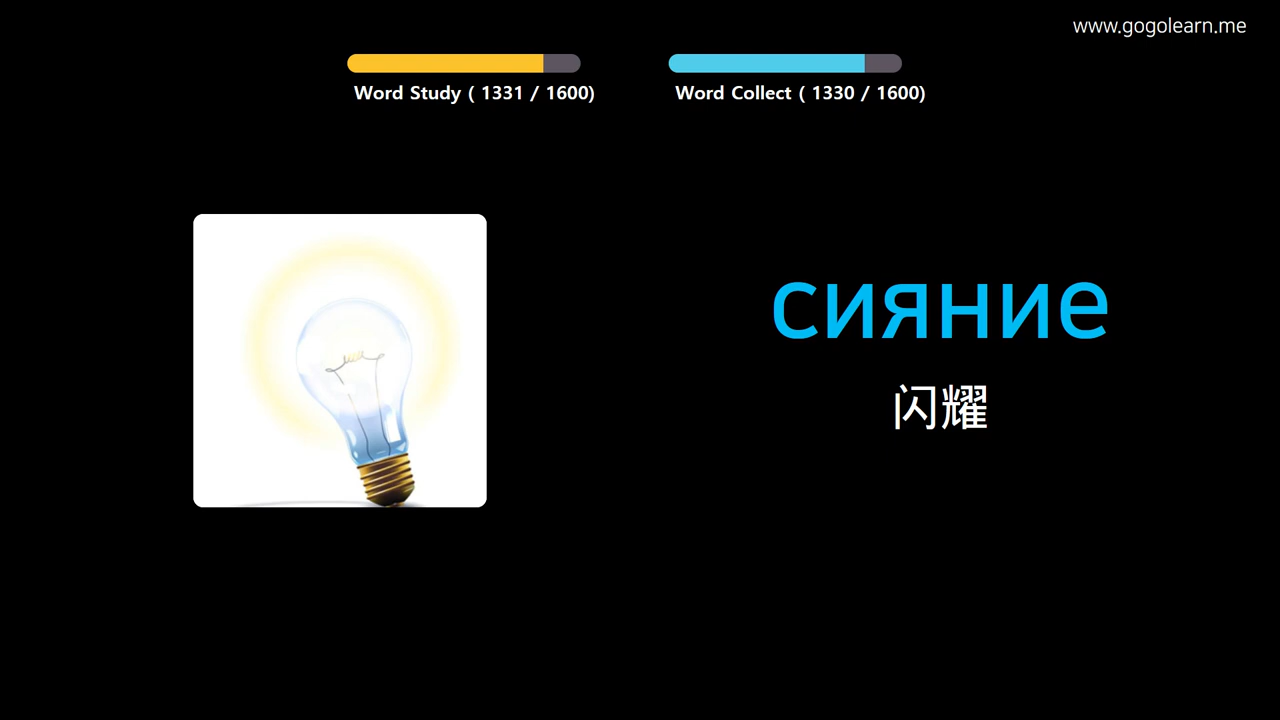 www.gogolearn.me
Word Study ( 1331 / 1600)
Word Collect ( 1330 / 1600)
сияние
闪耀